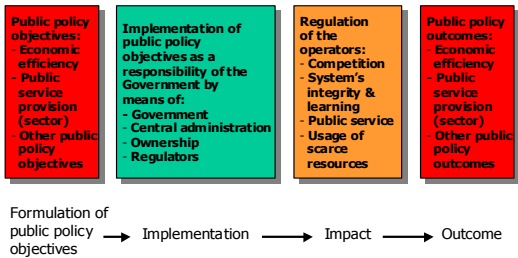 Public policy
objectives:
- Economic
efficiency
- Public
service
provision
(sector)
- Other public
policy
objectives
Implementation of
public policy
objectives as a
responsibility of the
Government by
means of:
- Government
- Central administration
- Ownership
- Regulators
Regulation
of the
operators:
- Competition
- System's
integrity &
learning
- Public service
- Usage of
scarce
resources
Public policy
outcomes:
- Economic
efficiency
- Public
service
provision
(sector)
- Other public
policy
outcomes
Formulation of
public policy
objectives
Implementation
Impact
Outcome